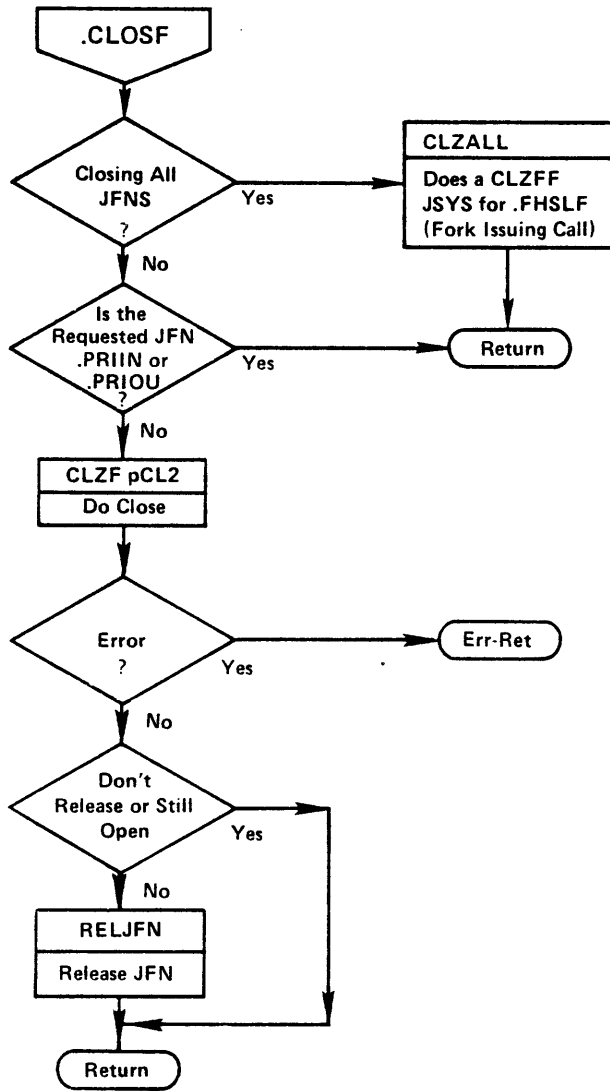 .CLOSF
Closing All
JFNS
?
Yes
No
CLZALL
Does a CLZFF
JSYS for .FHSLF
(Fork Issuing Call)
Is the
Requested JFN
.PRIIN or
.PRIOU
?
Yes
No
Return
CLZF pCL2
Do Close
Error
?
Yes
No
Err-Ret
Don't
Release or Still
Open
Yes
No
RELJFN
Release JFN
Return